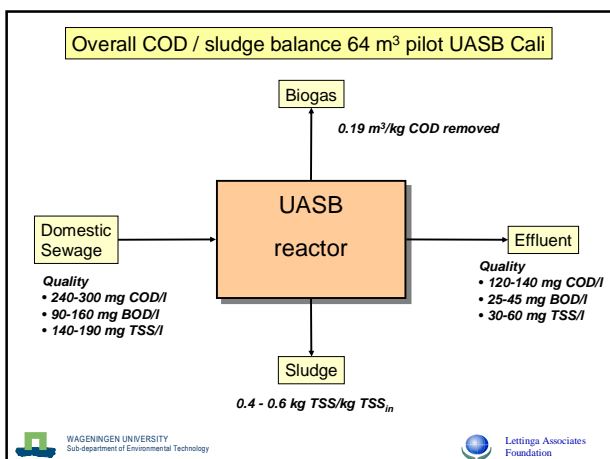 Overall COD / sludge balance 64 m³ pilot UASB Cali
Biogas
0.19 m³/kg COD removed
UASB
reactor
Domestic
Sewage
Quality
• 240-300 mg COD/l
• 90-160 mg BOD/l
• 140-190 mg TSS/l
Effluent
Quality
• 120-140 mg COD/l
• 25-45 mg BOD/l
• 30-60 mg TSS/l
Sludge
0.4 - 0.6 kg TSS/kg TSSin
WAGENINGEN UNIVERSITY
Sub-department of Environmental Technology
Lettinga Associates
Foundation